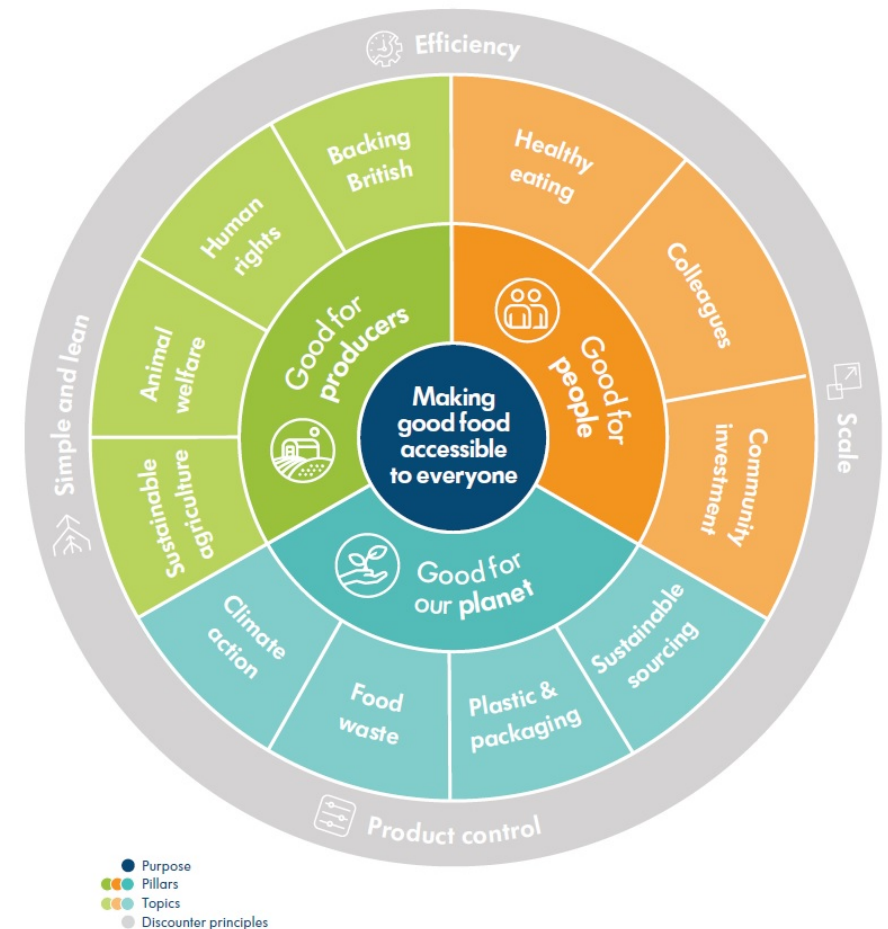 Efficiency
Backing
British
Healthy
eating
Human
rights
Colleagues
Good for
producers
Good for
people
Animal
welfare
Simple and lean
Scale
Making
good food
accessible
to everyone
Community
investment
Sustainable
agriculture
Good for
our planet
Climate
action
Sustainable
sourcing
Food
waste
Plastic &
packaging
Product control
Purpose
Pillars
Topics
Discounter principles